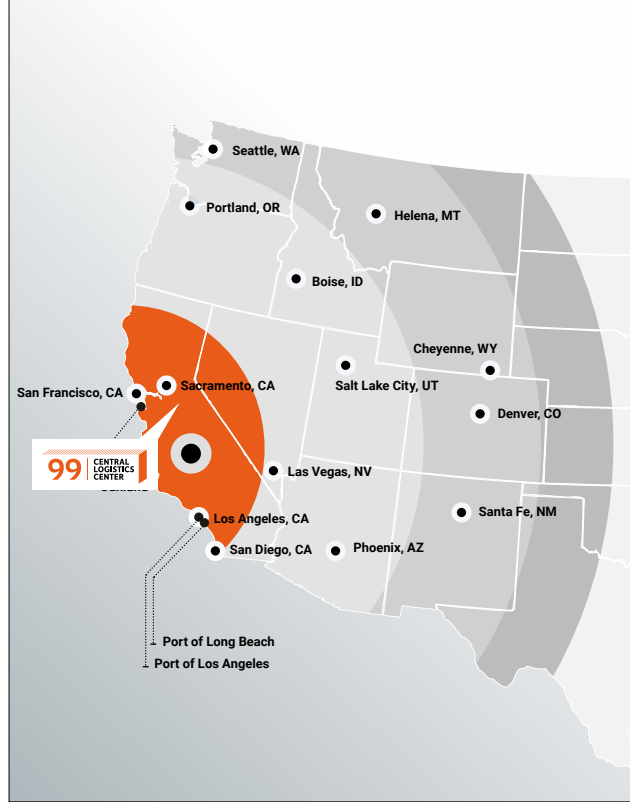 Seattle, WA
Portland, OR
Helena, MT
Boise, ID
Cheyenne, WY
San Francisco, CA
Sacramento, CA
Salt Lake City, UT
Denver, CO
99 CENTRAL
LOGISTICS
CENTER
Las Vegas, NV
Los Angeles, CA
Santa Fe, NM
San Diego, CA
Phoenix, AZ
Port of Long Beach
Port of Los Angeles